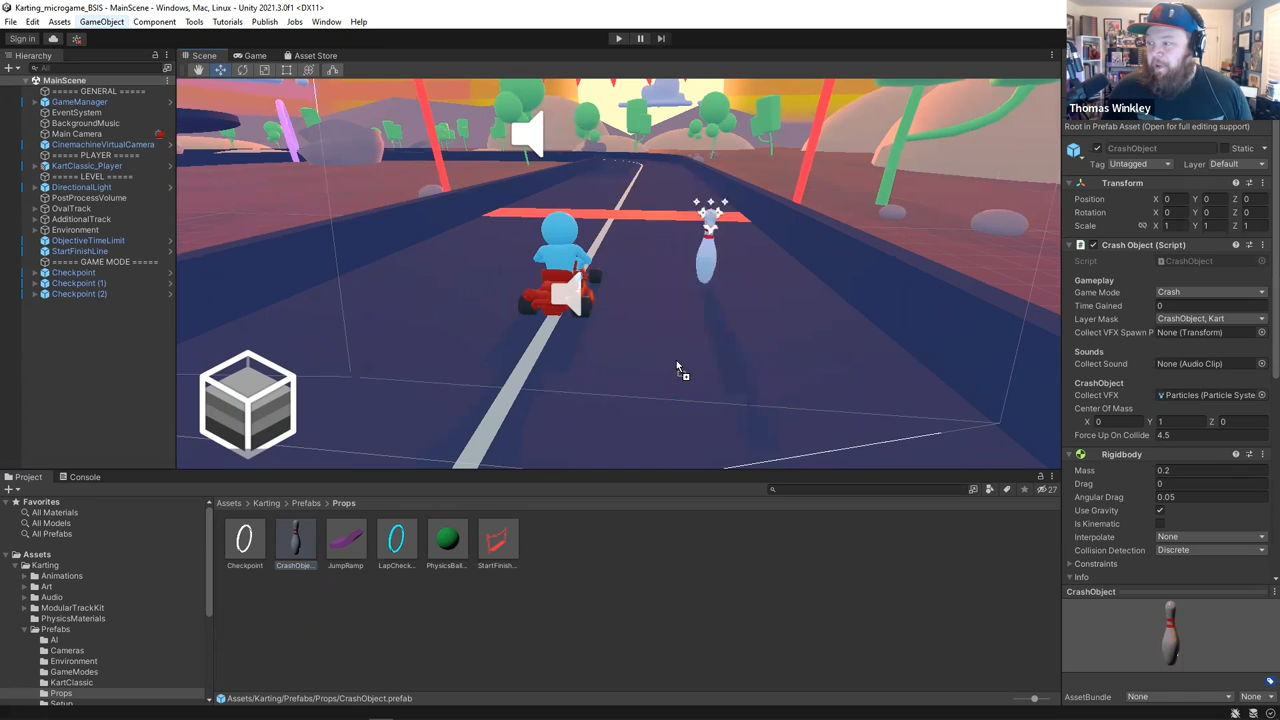 Karting_microgame_BSIS - MainScene - Windows, Mac, Linux - Unity 2021.3.0f1 <DX11>
File Edit Assets GameObject Component Tools Tutorials Publish Jobs Window Help
Sign in
Hierarchy
All
MainScene
===== GENERAL =====
GameManager
EventSystem
BackgroundMusic
Main Camera
CinemachineVirtualCamera
===== PLAYER =====
KartClassic_Player
===== LEVEL =====
DirectionalLight
PostProcessVolume
OvalTrack
AdditionalTrack
Environment
ObjectiveTimeLimit
StartFinishLine
===== GAME MODE =====
Checkpoint
Checkpoint (1)
Checkpoint (2)
Scene Game Asset Store
Thomas Winkley
Root in Prefab Asset (Open for full editing support)
CrashObject Static
Tag Untagged Layer Default
Transform
Position X 0 Y 0 Z 0
Rotation X 0 Y 0 Z 0
Scale X 1 Y 1 Z 1
Crash Object (Script)
Script CrashObject
Gameplay
Game Mode Crash
Time Gained 0
Layer Mask CrashObject, Kart
Collect VFX Spawn P None (Transform)
Sounds
Collect Sound None (Audio Clip)
CrashObject
Collect VFX Particles (Particle Syste
Center Of Mass
X 0 Y 1 Z 0
Force Up On Collide 4.5
Rigidbody
Mass 0.2
Drag 0
Angular Drag 0.05
Use Gravity
Is Kinematic
Interpolate None
Collision Detection Discrete
Constraints
Info
CrashObject
AssetBundle None None
Project Console
27
Favorites
All Materials
All Models
All Prefabs
Assets
Karting
Animations
Art
Audio
ModularTrackKit
PhysicsMaterials
Prefabs
AI
Cameras
Environment
GameModes
KartClassic
Props
Setup
Assets > Karting > Prefabs > Props
Checkpoint CrashObje... JumpRamp LapCheck... PhysicsBall... StartFinish...
Assets/Karting/Prefabs/Props/CrashObject.prefab